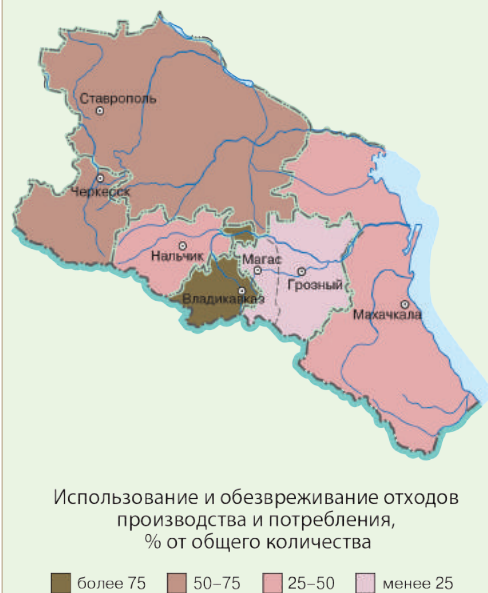 Ставрополь
Черкесск
Нальчик
Магас
Грозный
Владикавказ
Махачкала
Использование и обезвреживание отходов
производства и потребления,
% от общего количества
более 75 50–75 25–50 менее 25